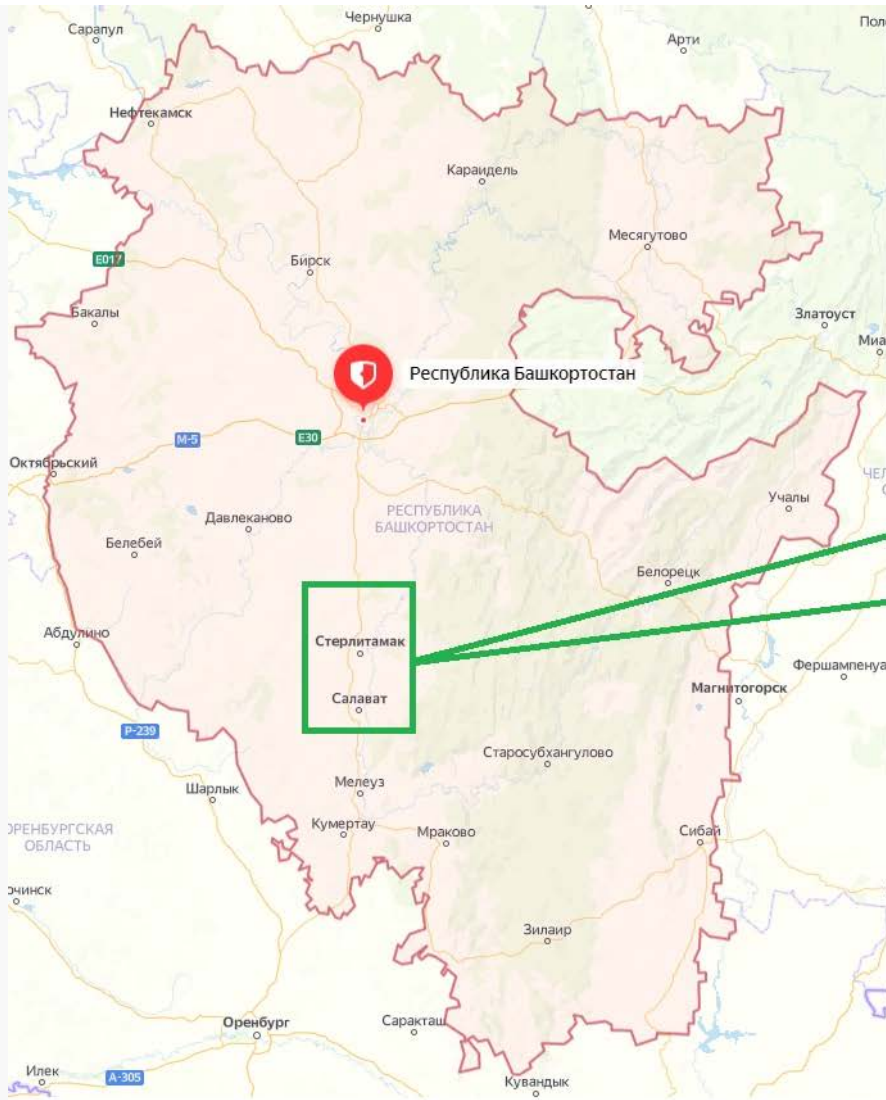 Чернушка
Сарапул
Пол
Арти
Нефтекамск
Караидель
Месягутово
E017
Бирск
Бакалы
Златоуст
Миа
Республика Башкортостан
М-5
E30
Октябрьский
ЧЕЛ
Учалы
РЕСПУБЛИКА
БАШКОРТОСТАН
Давлеканово
Белебей
Белорецк
Абдулино
Стерлитамак
Фершампенуа
Магнитогорск
Салават
Р-239
Старосубхангулово
Мелеуз
Шарлык
Кумертау
Мраково
Сибай
ОРЕНБУРГСКАЯ
ОБЛАСТЬ
очинск
Зилаир
Оренбург
Саракташ
Илек
А-305
Кувандык